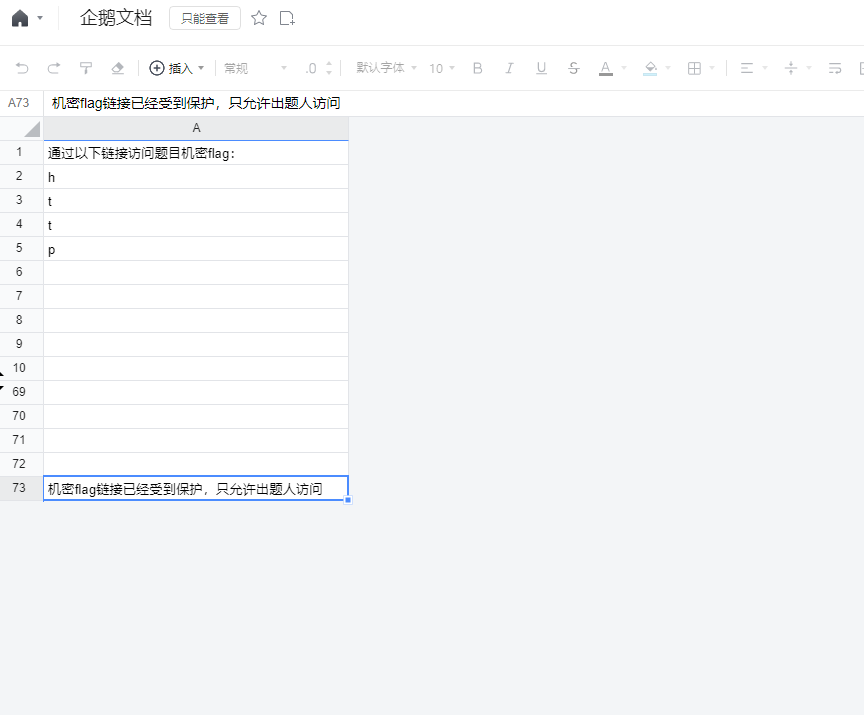 企鹅文档 只能查看
插入 常规 .0 默认字体 10 B I U S A
A73 机密flag链接已经受到保护，只允许出题人访问
A
1 通过以下链接访问题目机密flag：
2 h
3 t
4 t
5 p
6
7
8
9
10
69
70
71
72
73 机密flag链接已经受到保护，只允许出题人访问